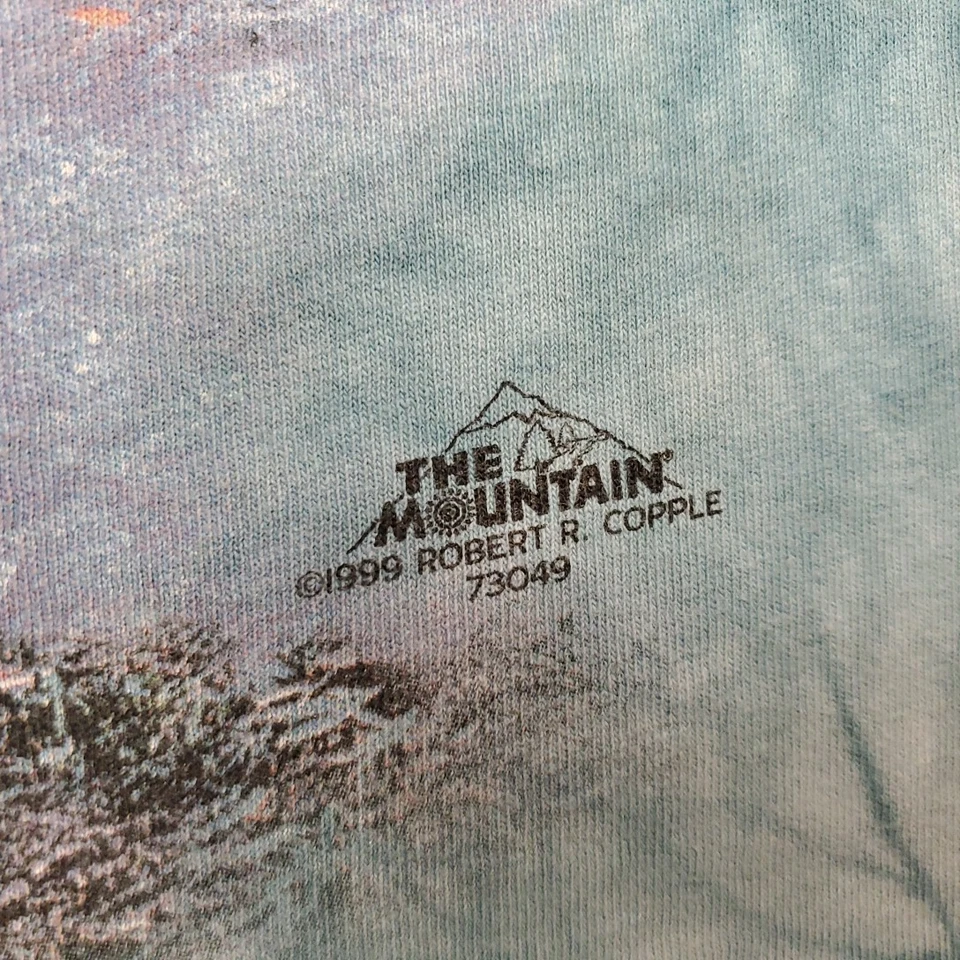 THE
MOUNTAIN®
©1999 ROBERT R. COPPLE
73049